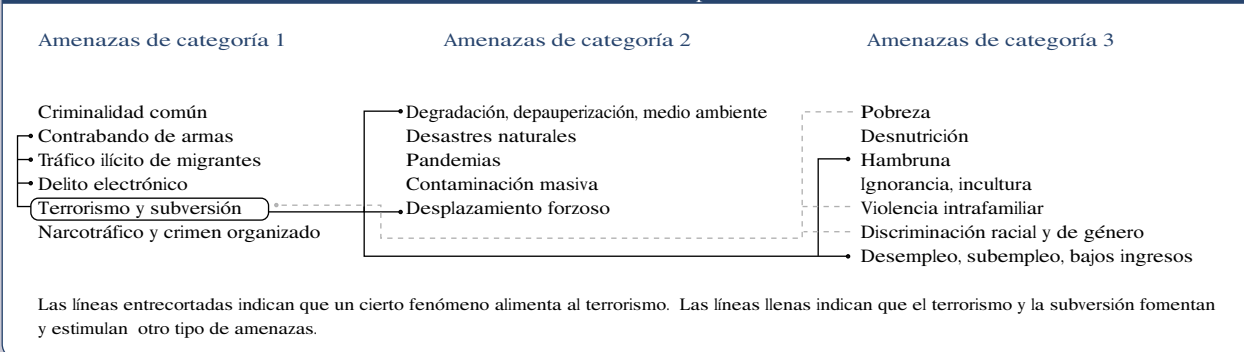 Amenazas de categoría 1
Amenazas de categoría 2
Amenazas de categoría 3
Criminalidad común
Contrabando de armas
Tráfico ilícito de migrantes
Delito electrónico
Terrorismo y subversión
Narcotráfico y crimen organizado
Degradación, depauperización, medio ambiente
Desastres naturales
Pandemias
Contaminación masiva
Desplazamiento forzoso
Pobreza
Desnutrición
Hambruna
Ignorancia, incultura
Violencia intrafamiliar
Discriminación racial y de género
Desempleo, subempleo, bajos ingresos
Las líneas entrecortadas indican que un cierto fenómeno alimenta al terrorismo. Las líneas llenas indican que el terrorismo y la subversión fomentan
y estimulan otro tipo de amenazas.